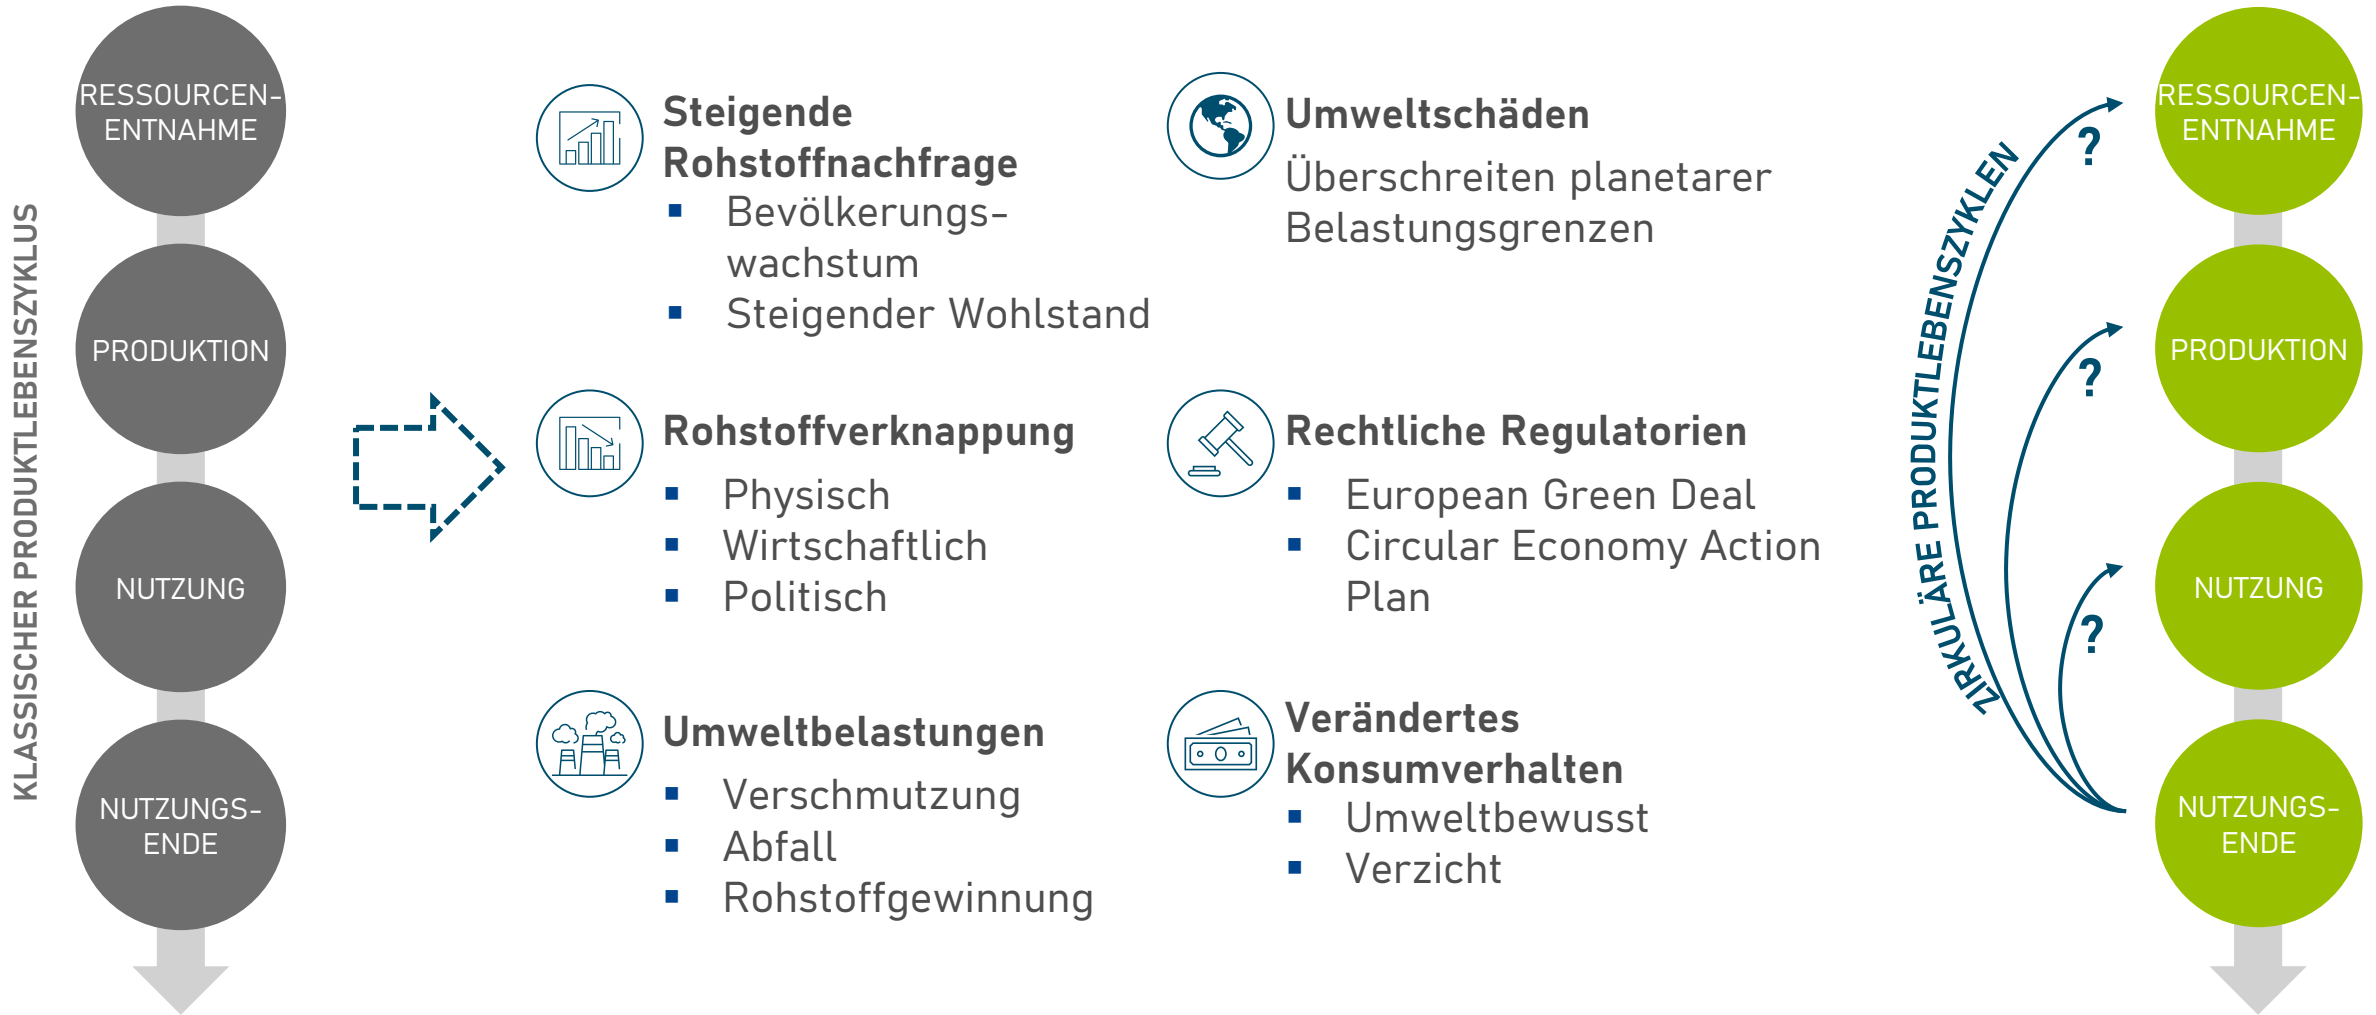 KLASSISCHER PRODUKTLEBENSZYKLUS
RESSOURCEN-
ENTNAHME
PRODUKTION
NUTZUNG
NUTZUNGS-
ENDE
Steigende
Rohstoffnachfrage
▪ Bevölkerungs-
wachstum
▪ Steigender Wohlstand
Rohstoffverknappung
▪ Physisch
▪ Wirtschaftlich
▪ Politisch
Umweltbelastungen
▪ Verschmutzung
▪ Abfall
▪ Rohstoffgewinnung
Umweltschäden
Überschreiten planetarer
Belastungsgrenzen
Rechtliche Regulatorien
▪ European Green Deal
▪ Circular Economy Action
Plan
Verändertes
Konsumverhalten
▪ Umweltbewusst
▪ Verzicht
ZIRKULÄRE PRODUKTLEBENSZYKLEN
?
?
?
RESSOURCEN-
ENTNAHME
PRODUKTION
NUTZUNG
NUTZUNGS-
ENDE